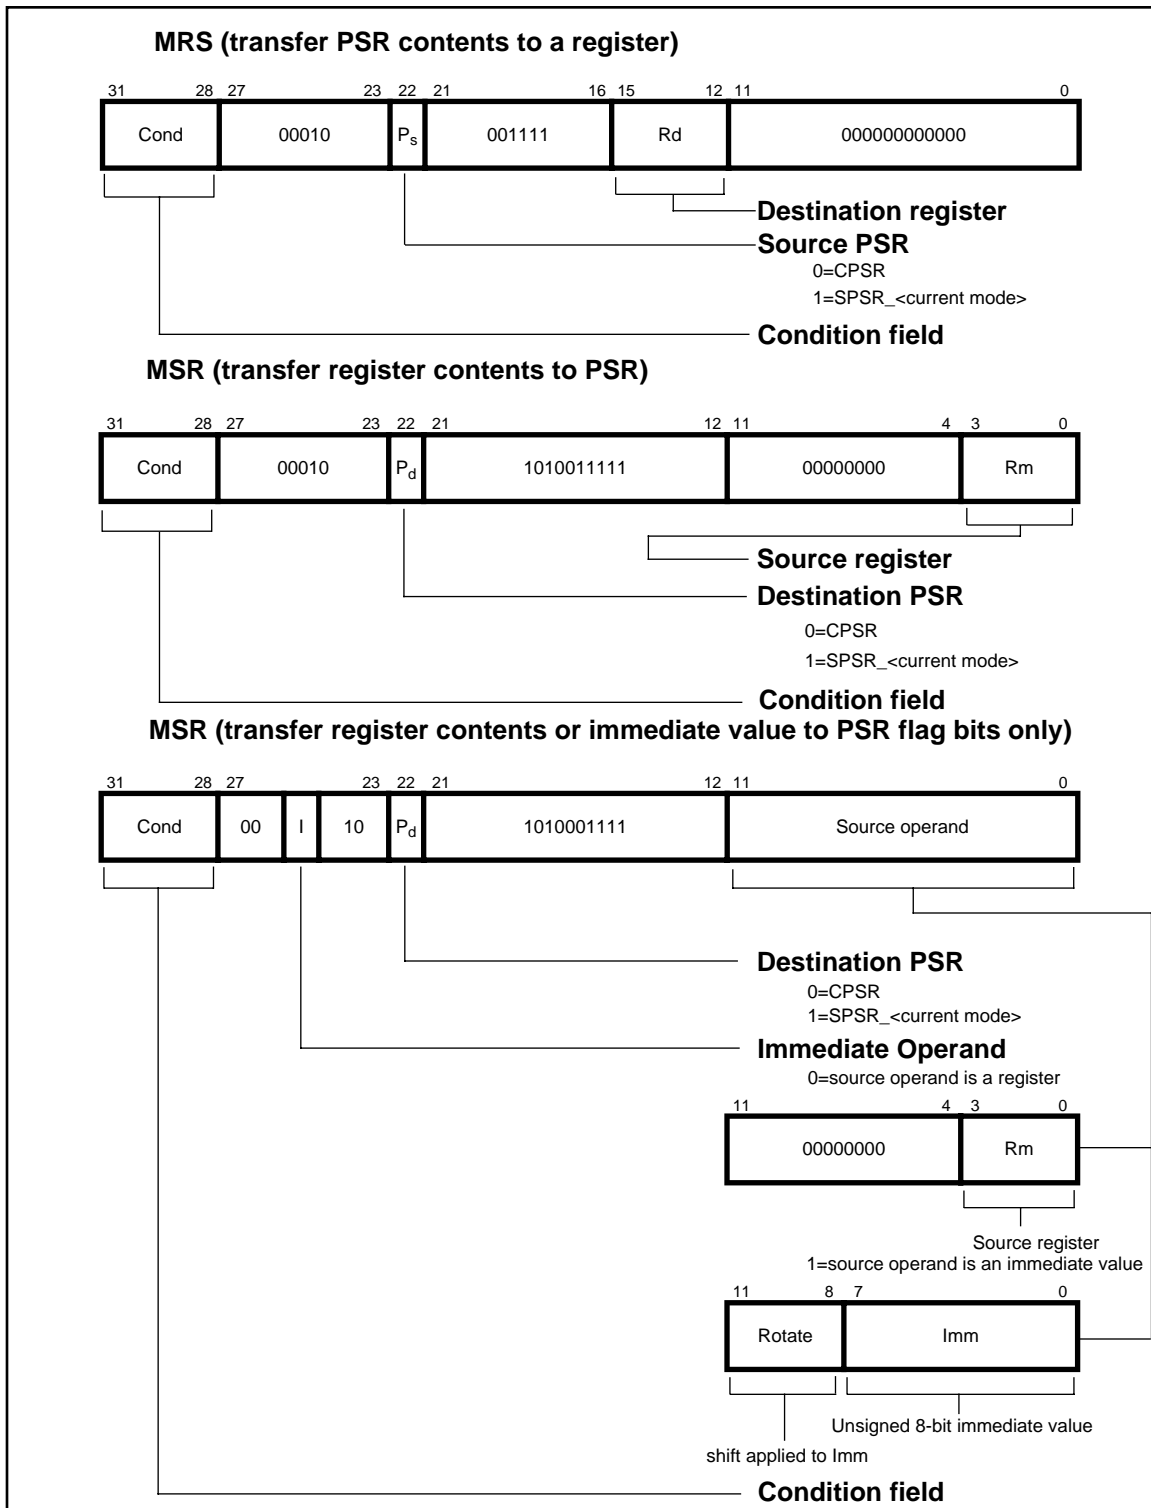 MRS (transfer PSR contents to a register)
31 28 27 23 22 21 16 15 12 11 0
Cond 00010 Ps 001111 Rd 000000000000
Destination register
Source PSR
0=CPSR
1=SPSR_<current mode>
Condition field
MSR (transfer register contents to PSR)
31 28 27 23 22 21 12 11 4 3 0
Cond 00010 Pd 1010011111 00000000 Rm
Source register
Destination PSR
0=CPSR
1=SPSR_<current mode>
Condition field
MSR (transfer register contents or immediate value to PSR flag bits only)
31 28 27 23 22 21 12 11 0
Cond 00 I 10 Pd 1010001111 Source operand
Destination PSR
0=CPSR
1=SPSR_<current mode>
Immediate Operand
0=source operand is a register
11 4 3 0
00000000 Rm
Source register
1=source operand is an immediate value
11 8 7 0
Rotate Imm
Unsigned 8-bit immediate value
shift applied to Imm
Condition field